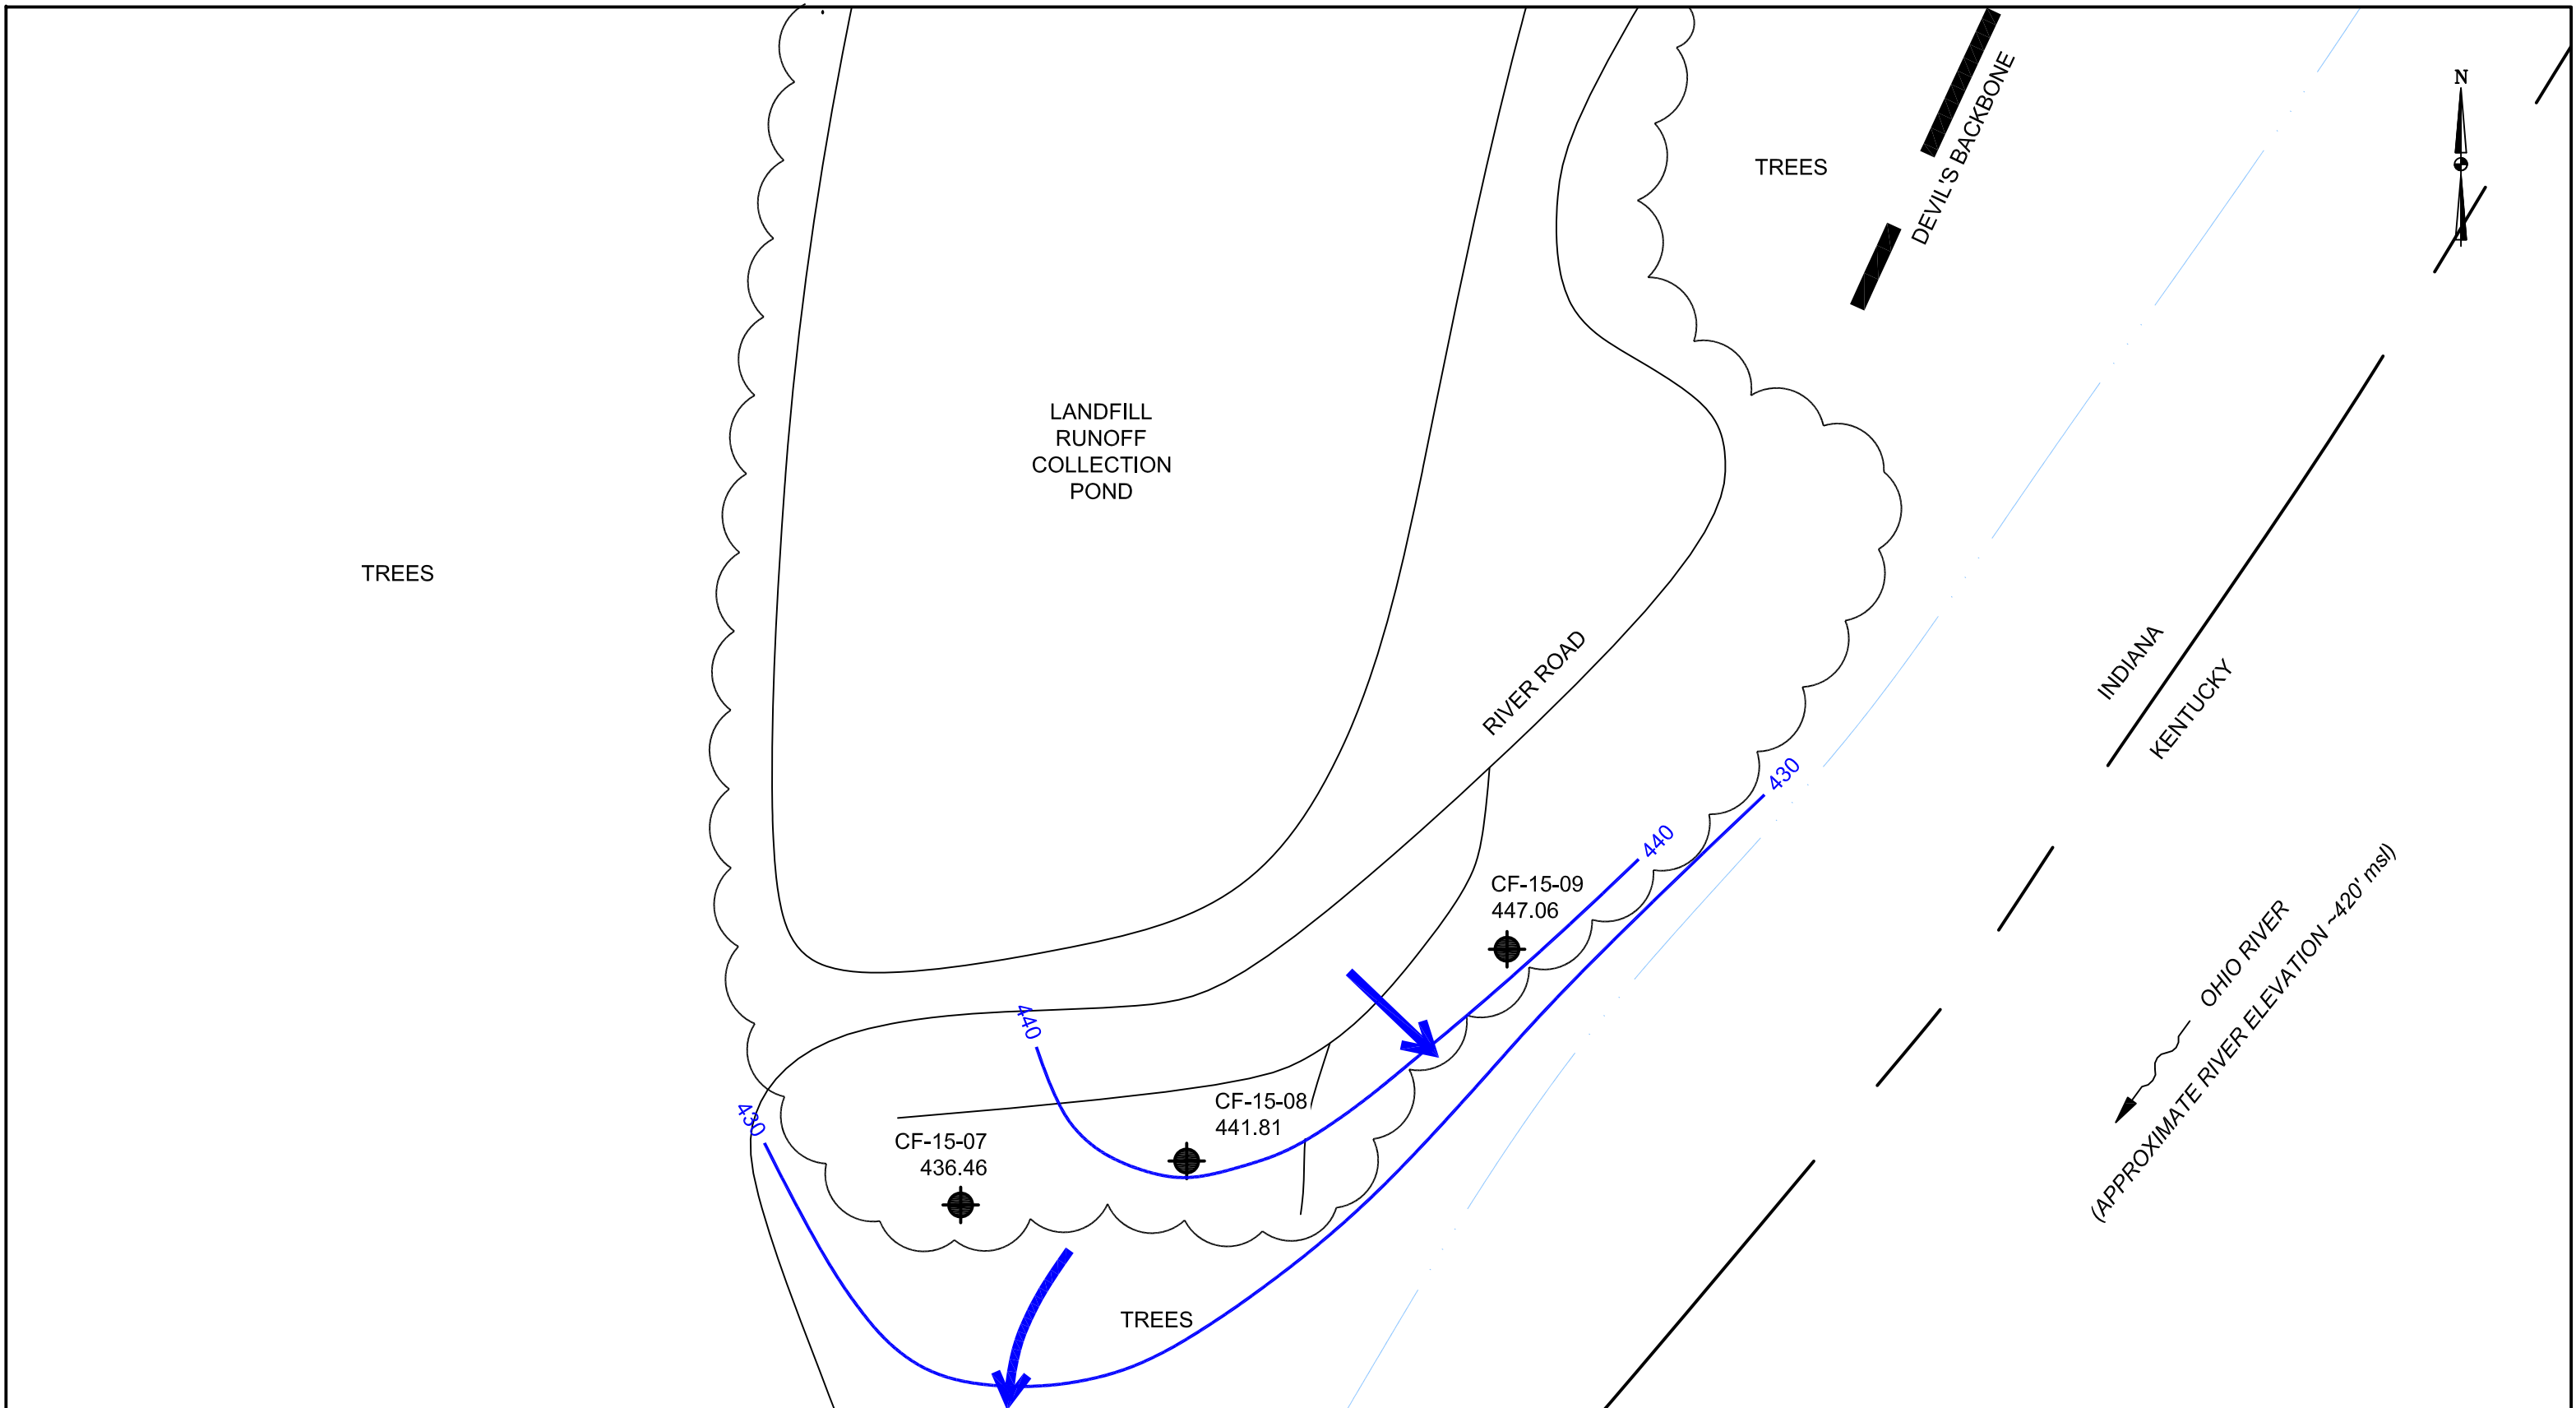 N
DEVIL'S BACKBONE
TREES
LANDFILL
RUNOFF
COLLECTION
POND
TREES
RIVER ROAD
INDIANA
KENTUCKY
430
440
CF-15-09
447.06
OHIO RIVER
(APPROXIMATE RIVER ELEVATION ~420' msl)
440
CF-15-08
441.81
430
CF-15-07
436.46
TREES